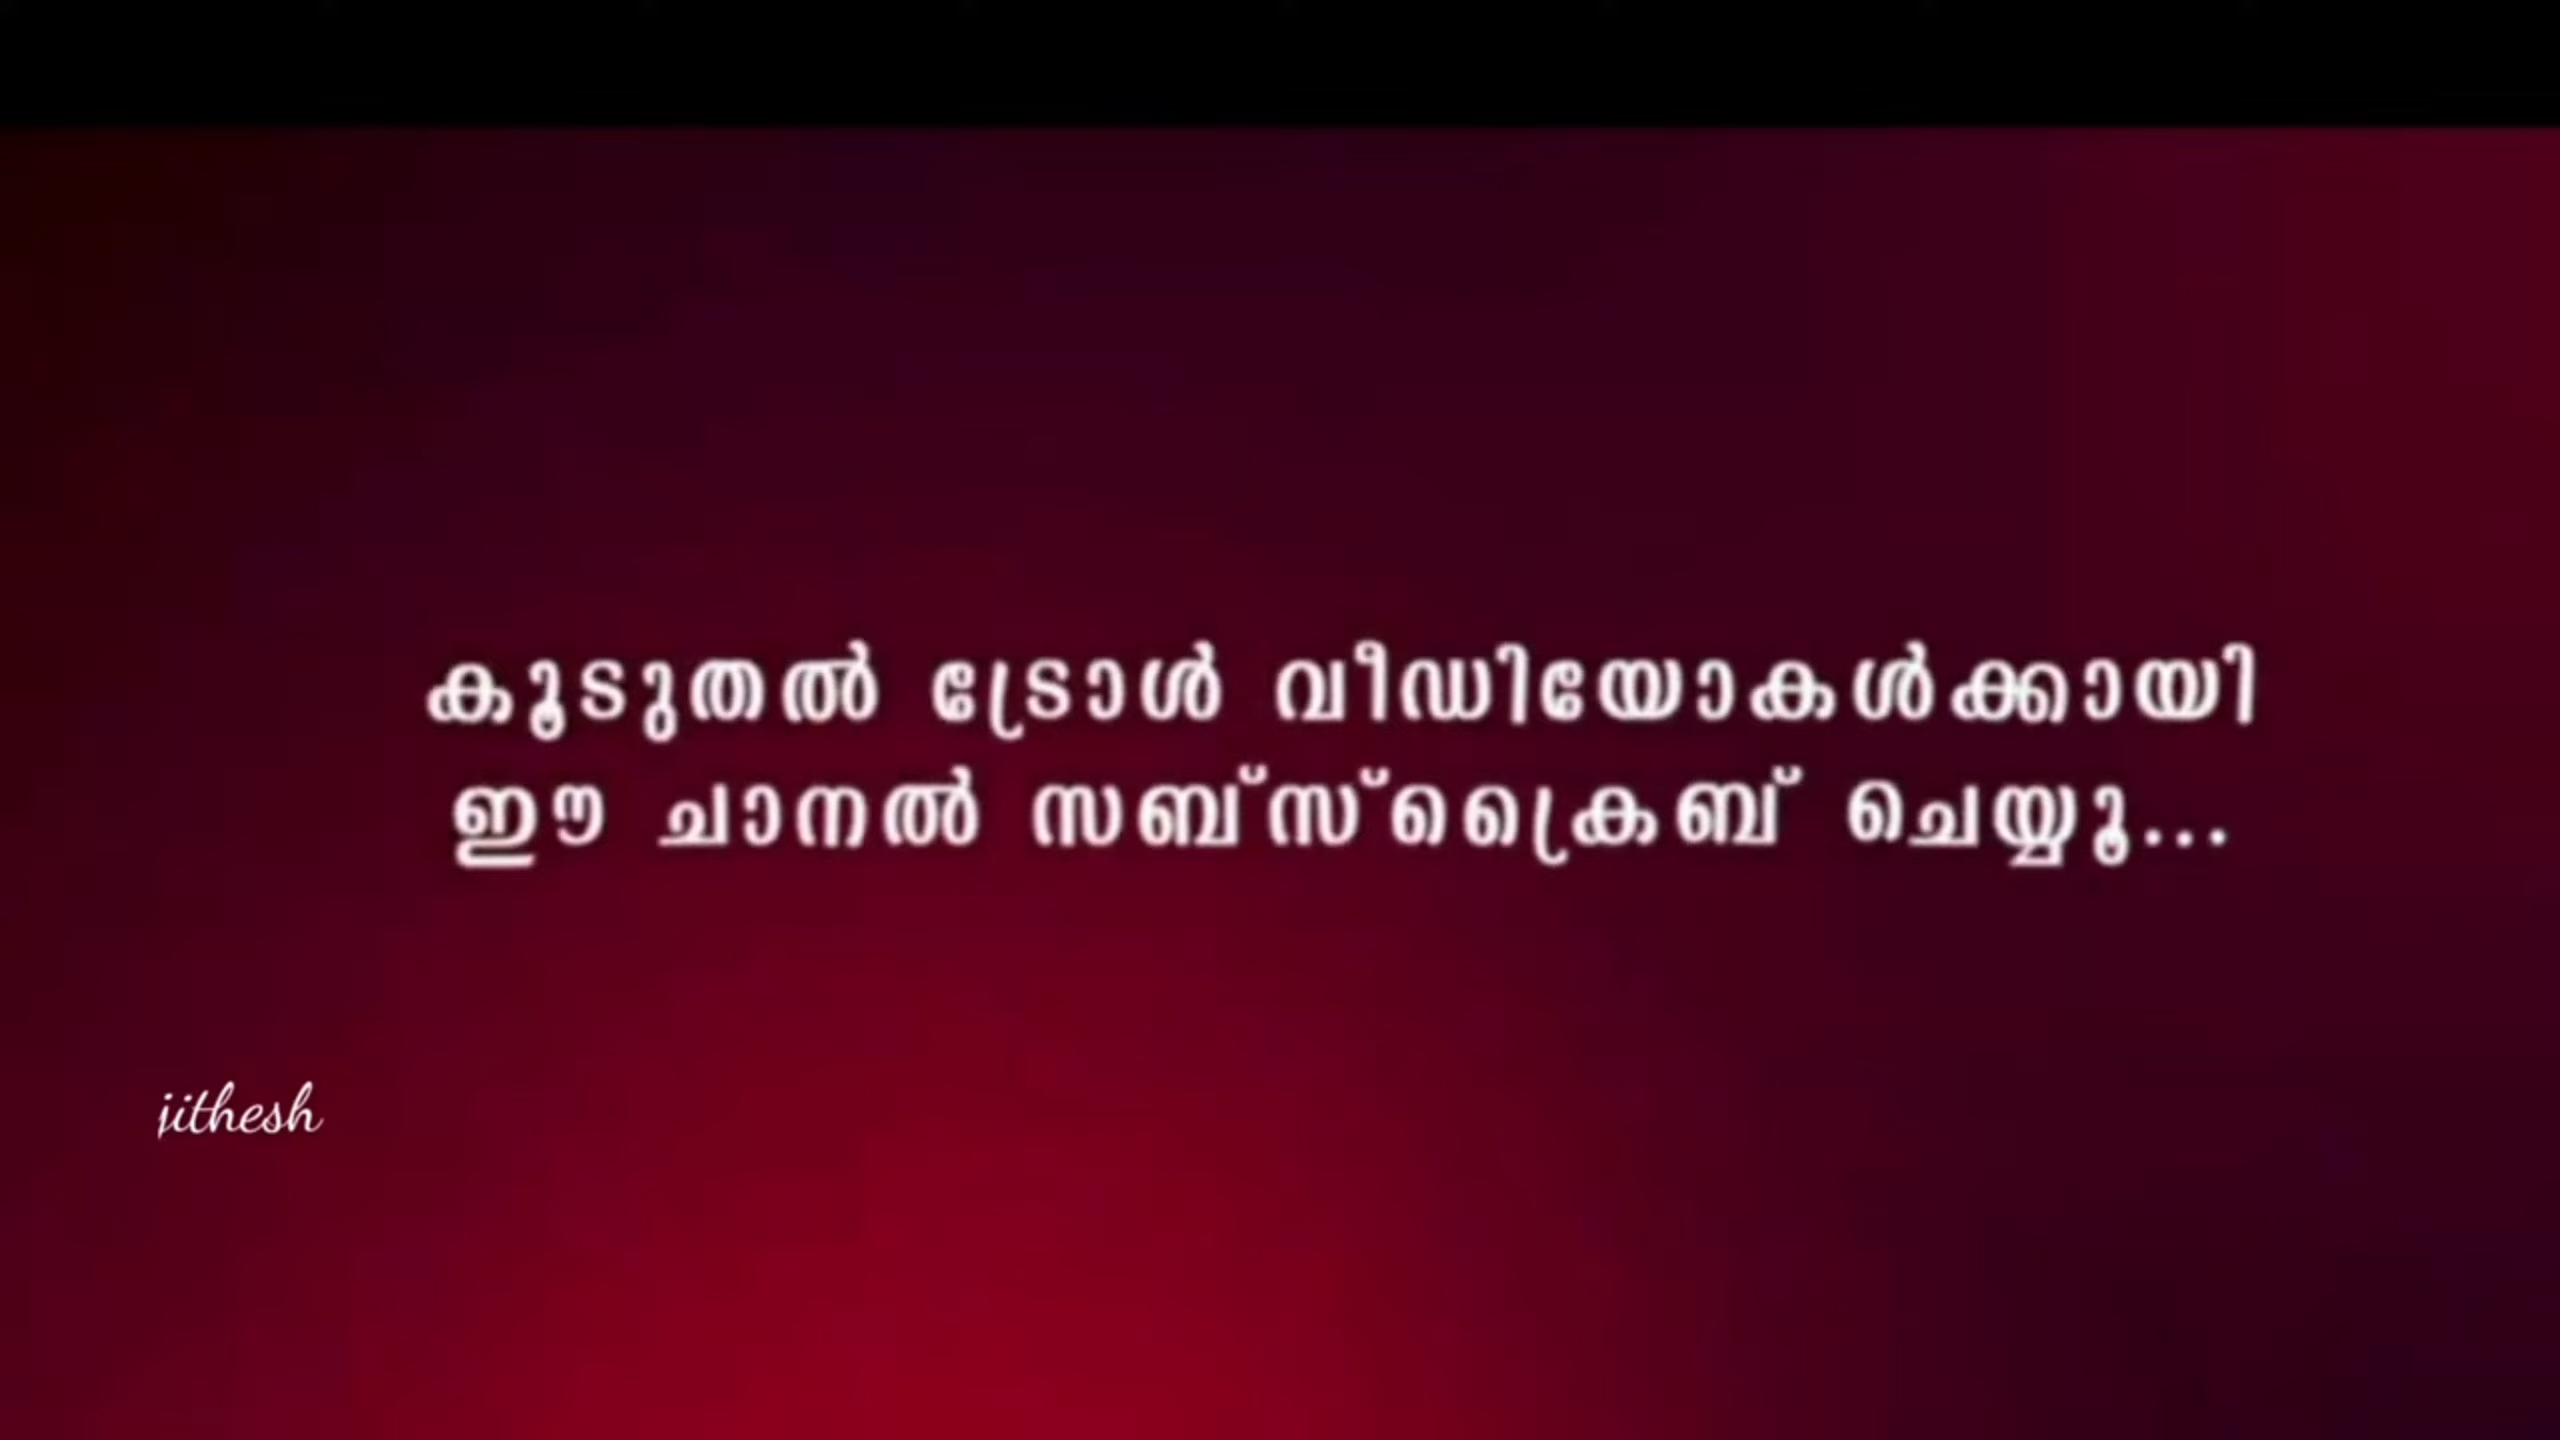 കൂടുതൽ ട്രോൾ വീഡിയോകൾക്കായി
ഈ ചാനൽ സബ്സ്ക്രൈബ് ചെയ്യൂ...
jithesh